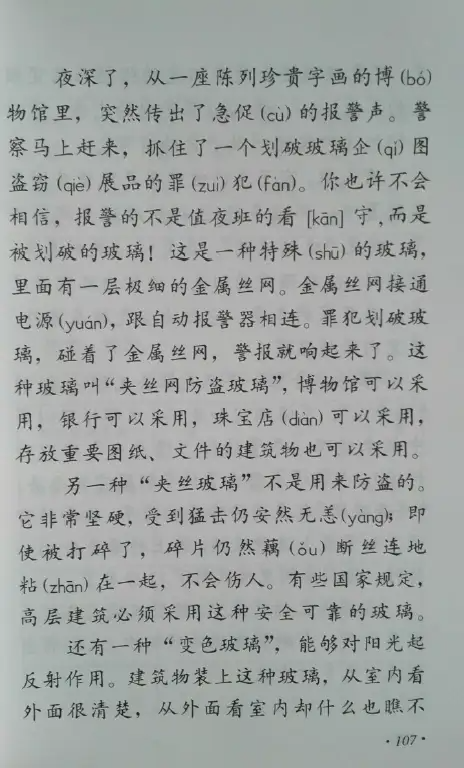 夜深了，从一座陈列珍贵字画的博(bó)
物馆里，突然传出了急促(cù)的报警声。警
察马上赶来，抓住了一个划破玻璃企(qǐ)图
盗窃(qiè)展品的罪(zuì)犯(fàn)。你也许不会
相信，报警的不是值夜班的看[kān]守，而是
被划破的玻璃！这是一种特殊(shū)的玻璃，
里面有一层极细的金属丝网。金属丝网接通
电源(yuán)，跟自动报警器相连。罪犯划破玻
璃，碰着了金属丝网，警报就响起来了。这
种玻璃叫“夹丝网防盗玻璃”，博物馆可以采
用，银行可以采用，珠宝店(diàn)可以采用，
存放重要图纸、文件的建筑物也可以采用。
另一种“夹丝玻璃”不是用来防盗的。
它非常坚硬，受到猛击仍安然无恙(yàng)；即
使被打碎了，碎片仍然藕(ǒu)断丝连地
粘(zhān)在一起，不会伤人。有些国家规定，
高层建筑必须采用这种安全可靠的玻璃。
还有一种“变色玻璃”，能够对阳光起
反射作用。建筑物装上这种玻璃，从室内看
外面很清楚，从外面看室内却什么也瞧不
·107·